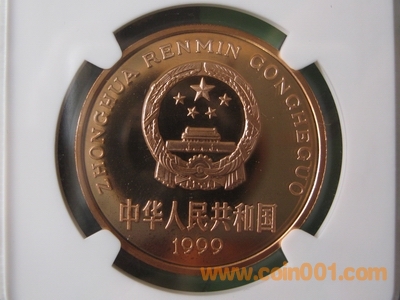 ZHONGHUA RENMIN GONGHEGUO
中华人民共和国
1999
www.coin001.com